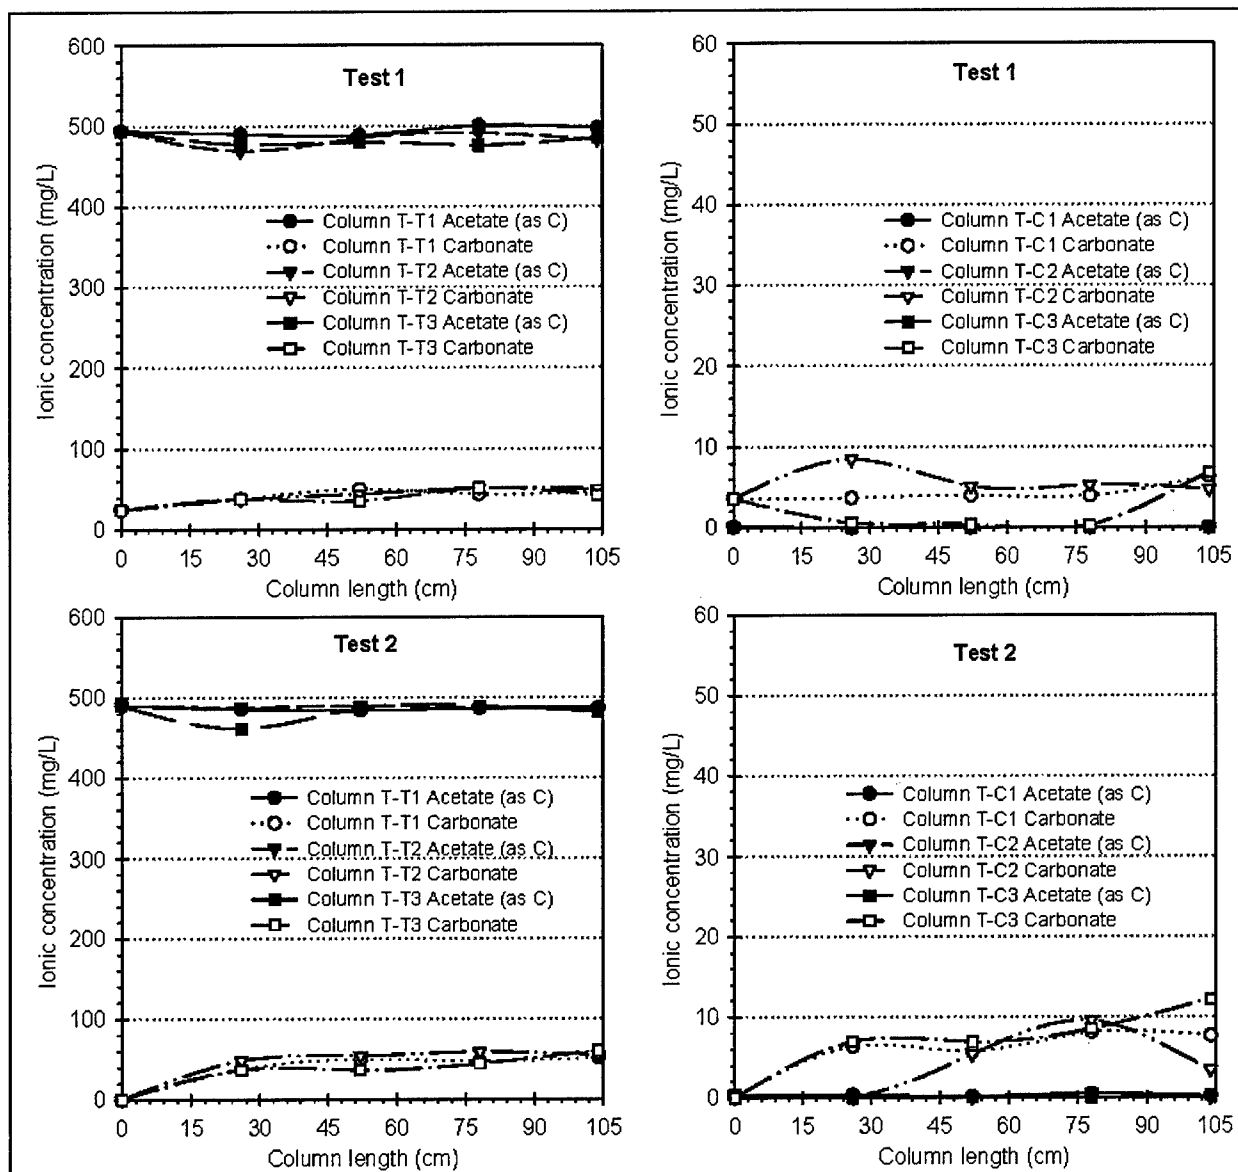 Test 1
Ionic concentration (mg/L)
600
500
400
300
200
100
0
Column T-T1 Acetate (as C)
Column T-T1 Carbonate
Column T-T2 Acetate (as C)
Column T-T2 Carbonate
Column T-T3 Acetate (as C)
Column T-T3 Carbonate
0 15 30 45 60 75 90 105
Column length (cm)
Test 1
Ionic concentration (mg/L)
60
50
40
30
20
10
0
Column T-C1 Acetate (as C)
Column T-C1 Carbonate
Column T-C2 Acetate (as C)
Column T-C2 Carbonate
Column T-C3 Acetate (as C)
Column T-C3 Carbonate
0 15 30 45 60 75 90 105
Column length (cm)
Test 2
Ionic concentration (mg/L)
600
500
400
300
200
100
0
Column T-T1 Acetate (as C)
Column T-T1 Carbonate
Column T-T2 Acetate (as C)
Column T-T2 Carbonate
Column T-T3 Acetate (as C)
Column T-T3 Carbonate
0 15 30 45 60 75 90 105
Column length (cm)
Test 2
Ionic concentration (mg/L)
60
50
40
30
20
10
0
Column T-C1 Acetate (as C)
Column T-C1 Carbonate
Column T-C2 Acetate (as C)
Column T-C2 Carbonate
Column T-C3 Acetate (as C)
Column T-C3 Carbonate
0 15 30 45 60 75 90 105
Column length (cm)